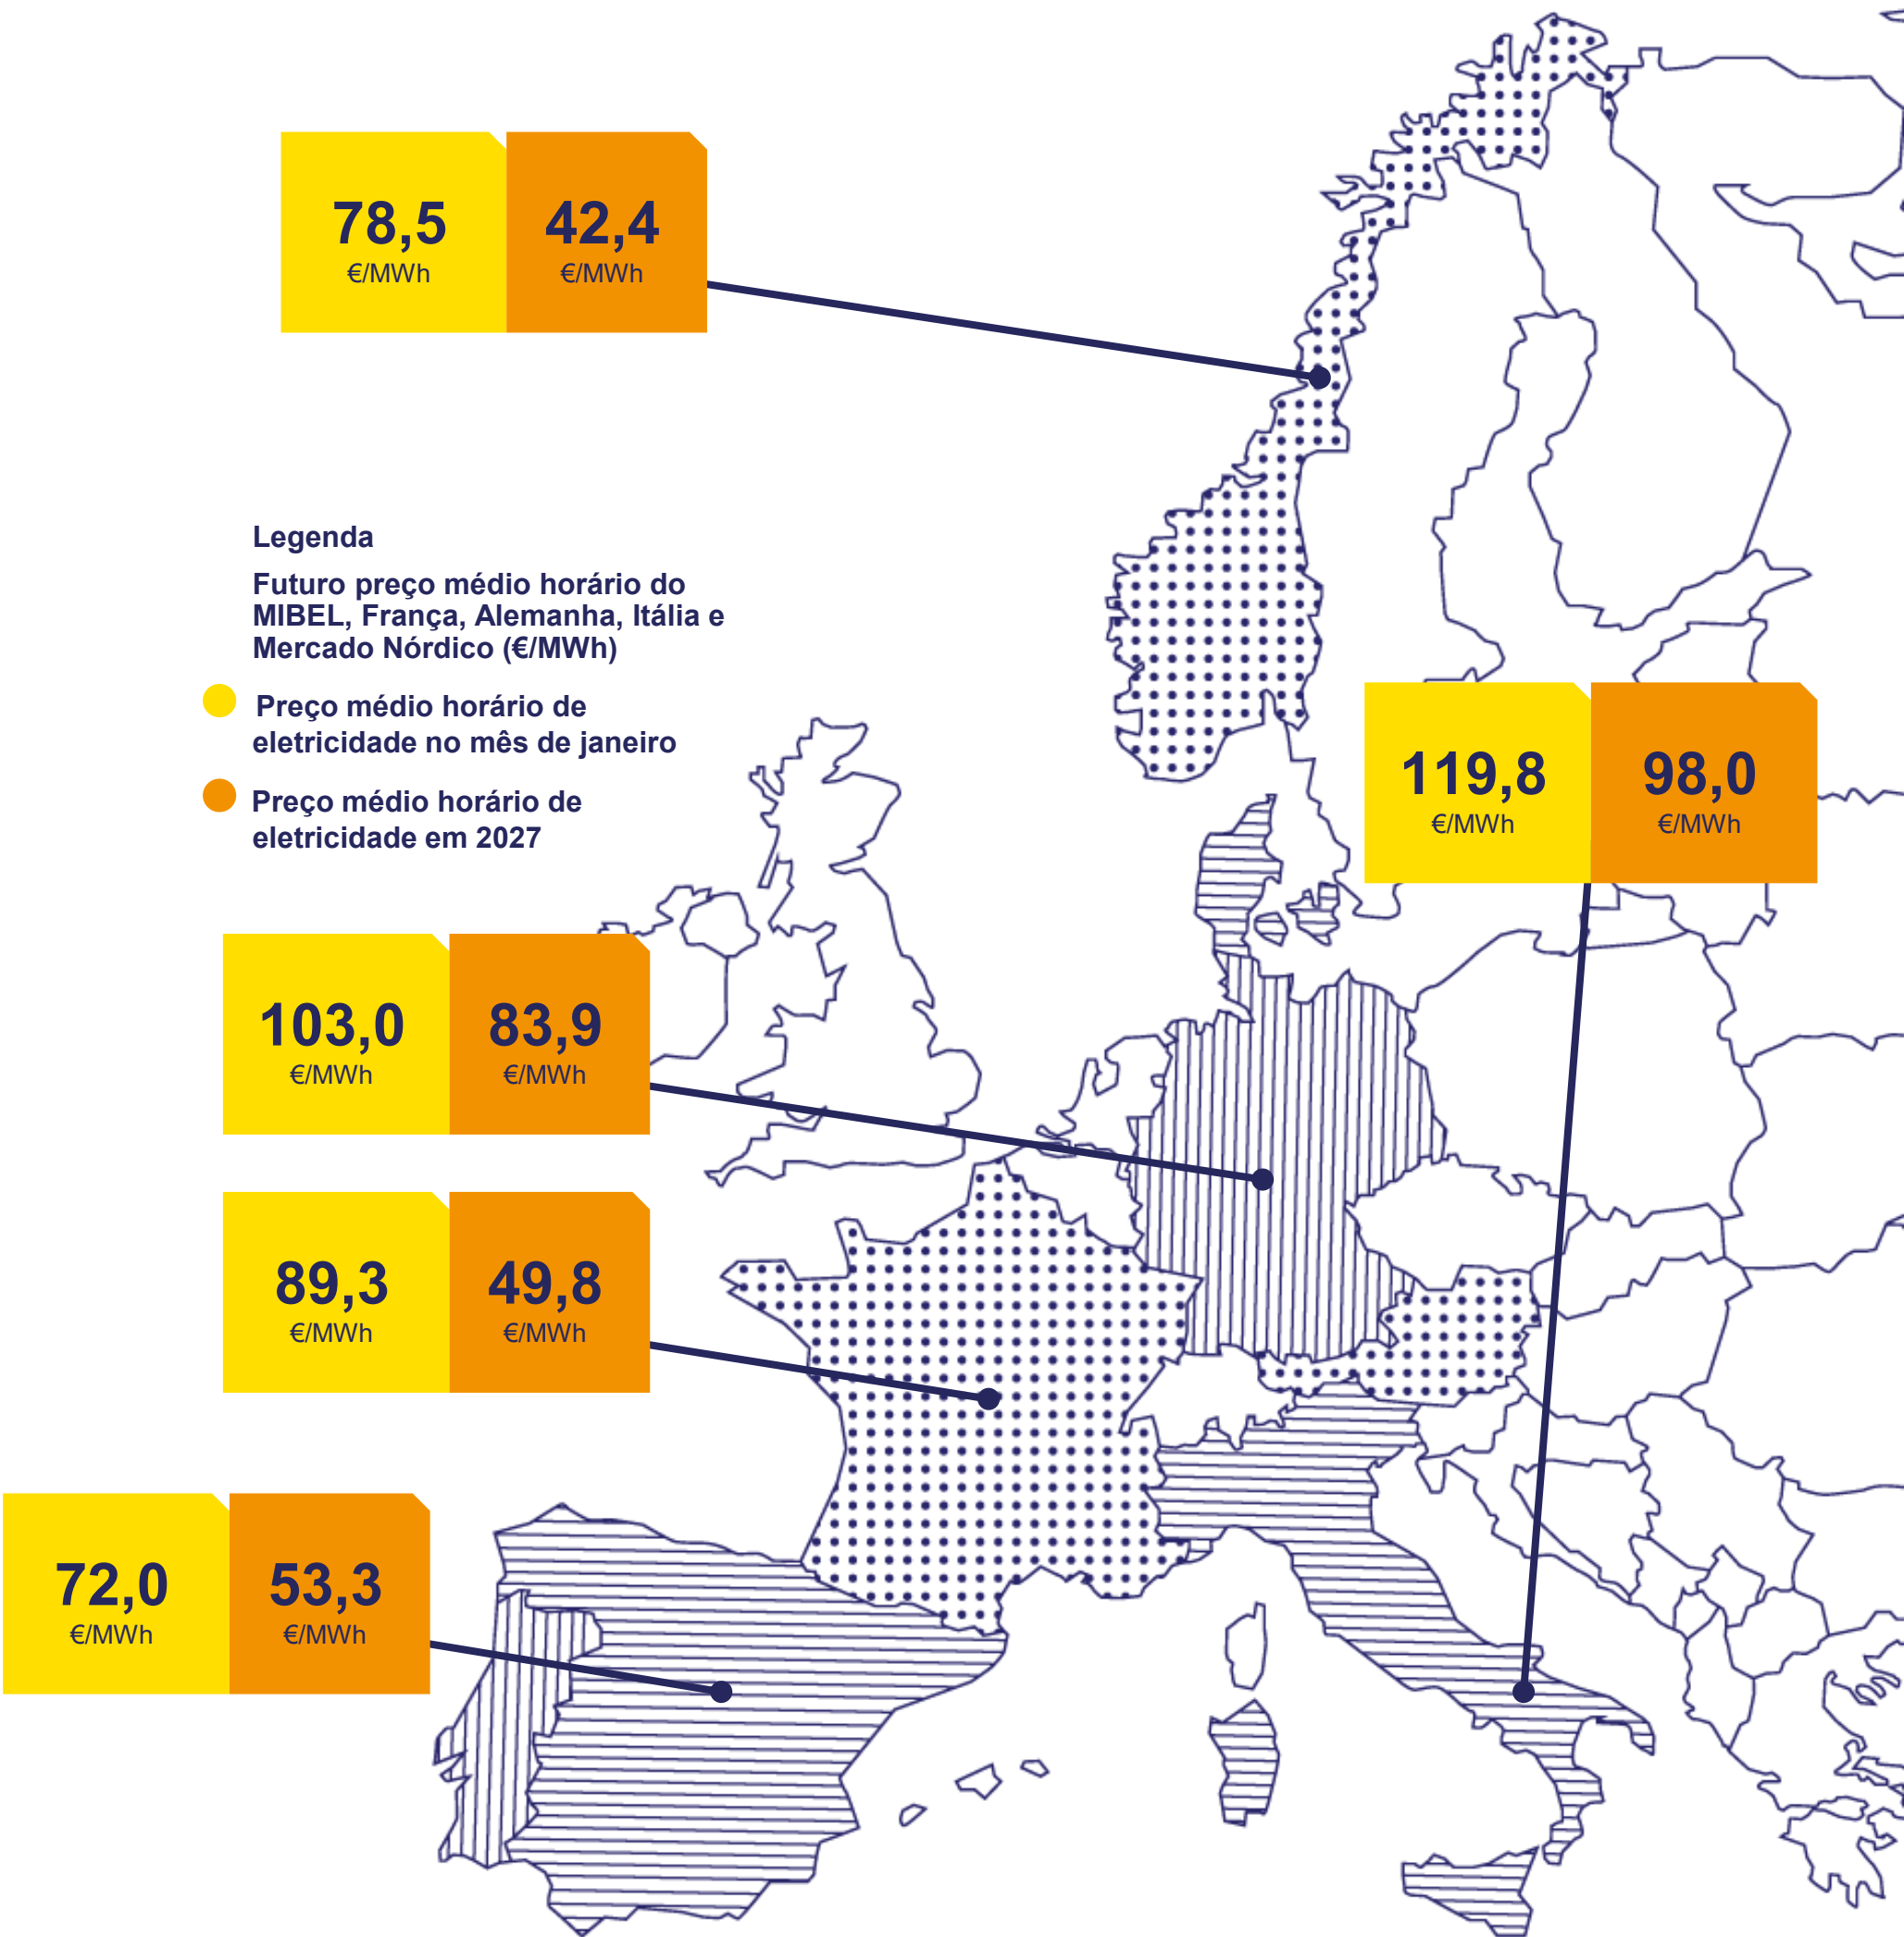 78,5
€/MWh
42,4
€/MWh
Legenda
Futuro preço médio horário do
MIBEL, França, Alemanha, Itália e
Mercado Nórdico (€/MWh)
Preço médio horário de
eletricidade no mês de janeiro
Preço médio horário de
eletricidade em 2027
119,8
€/MWh
98,0
€/MWh
103,0
€/MWh
83,9
€/MWh
89,3
€/MWh
49,8
€/MWh
72,0
€/MWh
53,3
€/MWh